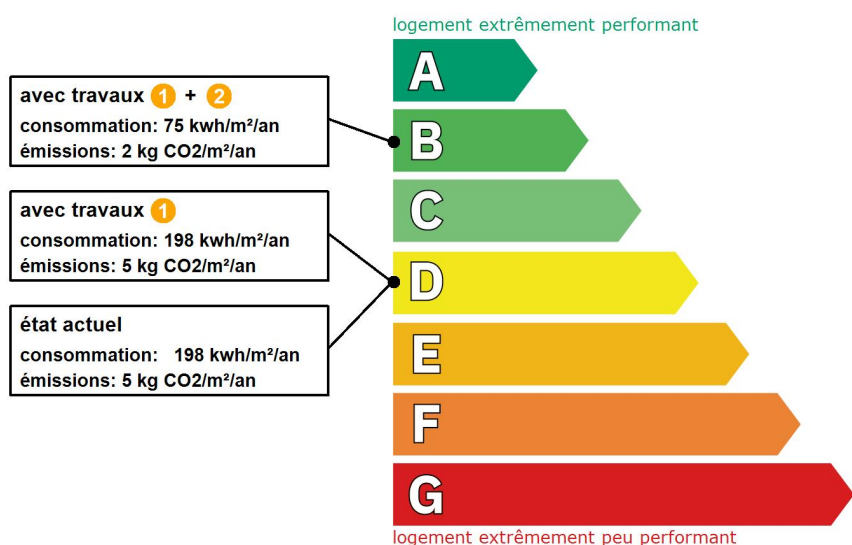 logement extrêmement performant
avec travaux 1 + 2
consommation: 75 kwh/m²/an
émissions: 2 kg CO2/m²/an
avec travaux 1
consommation: 198 kwh/m²/an
émissions: 5 kg CO2/m²/an
état actuel
consommation: 198 kwh/m²/an
émissions: 5 kg CO2/m²/an
A
B
C
D
E
F
G
logement extrêmement peu performant